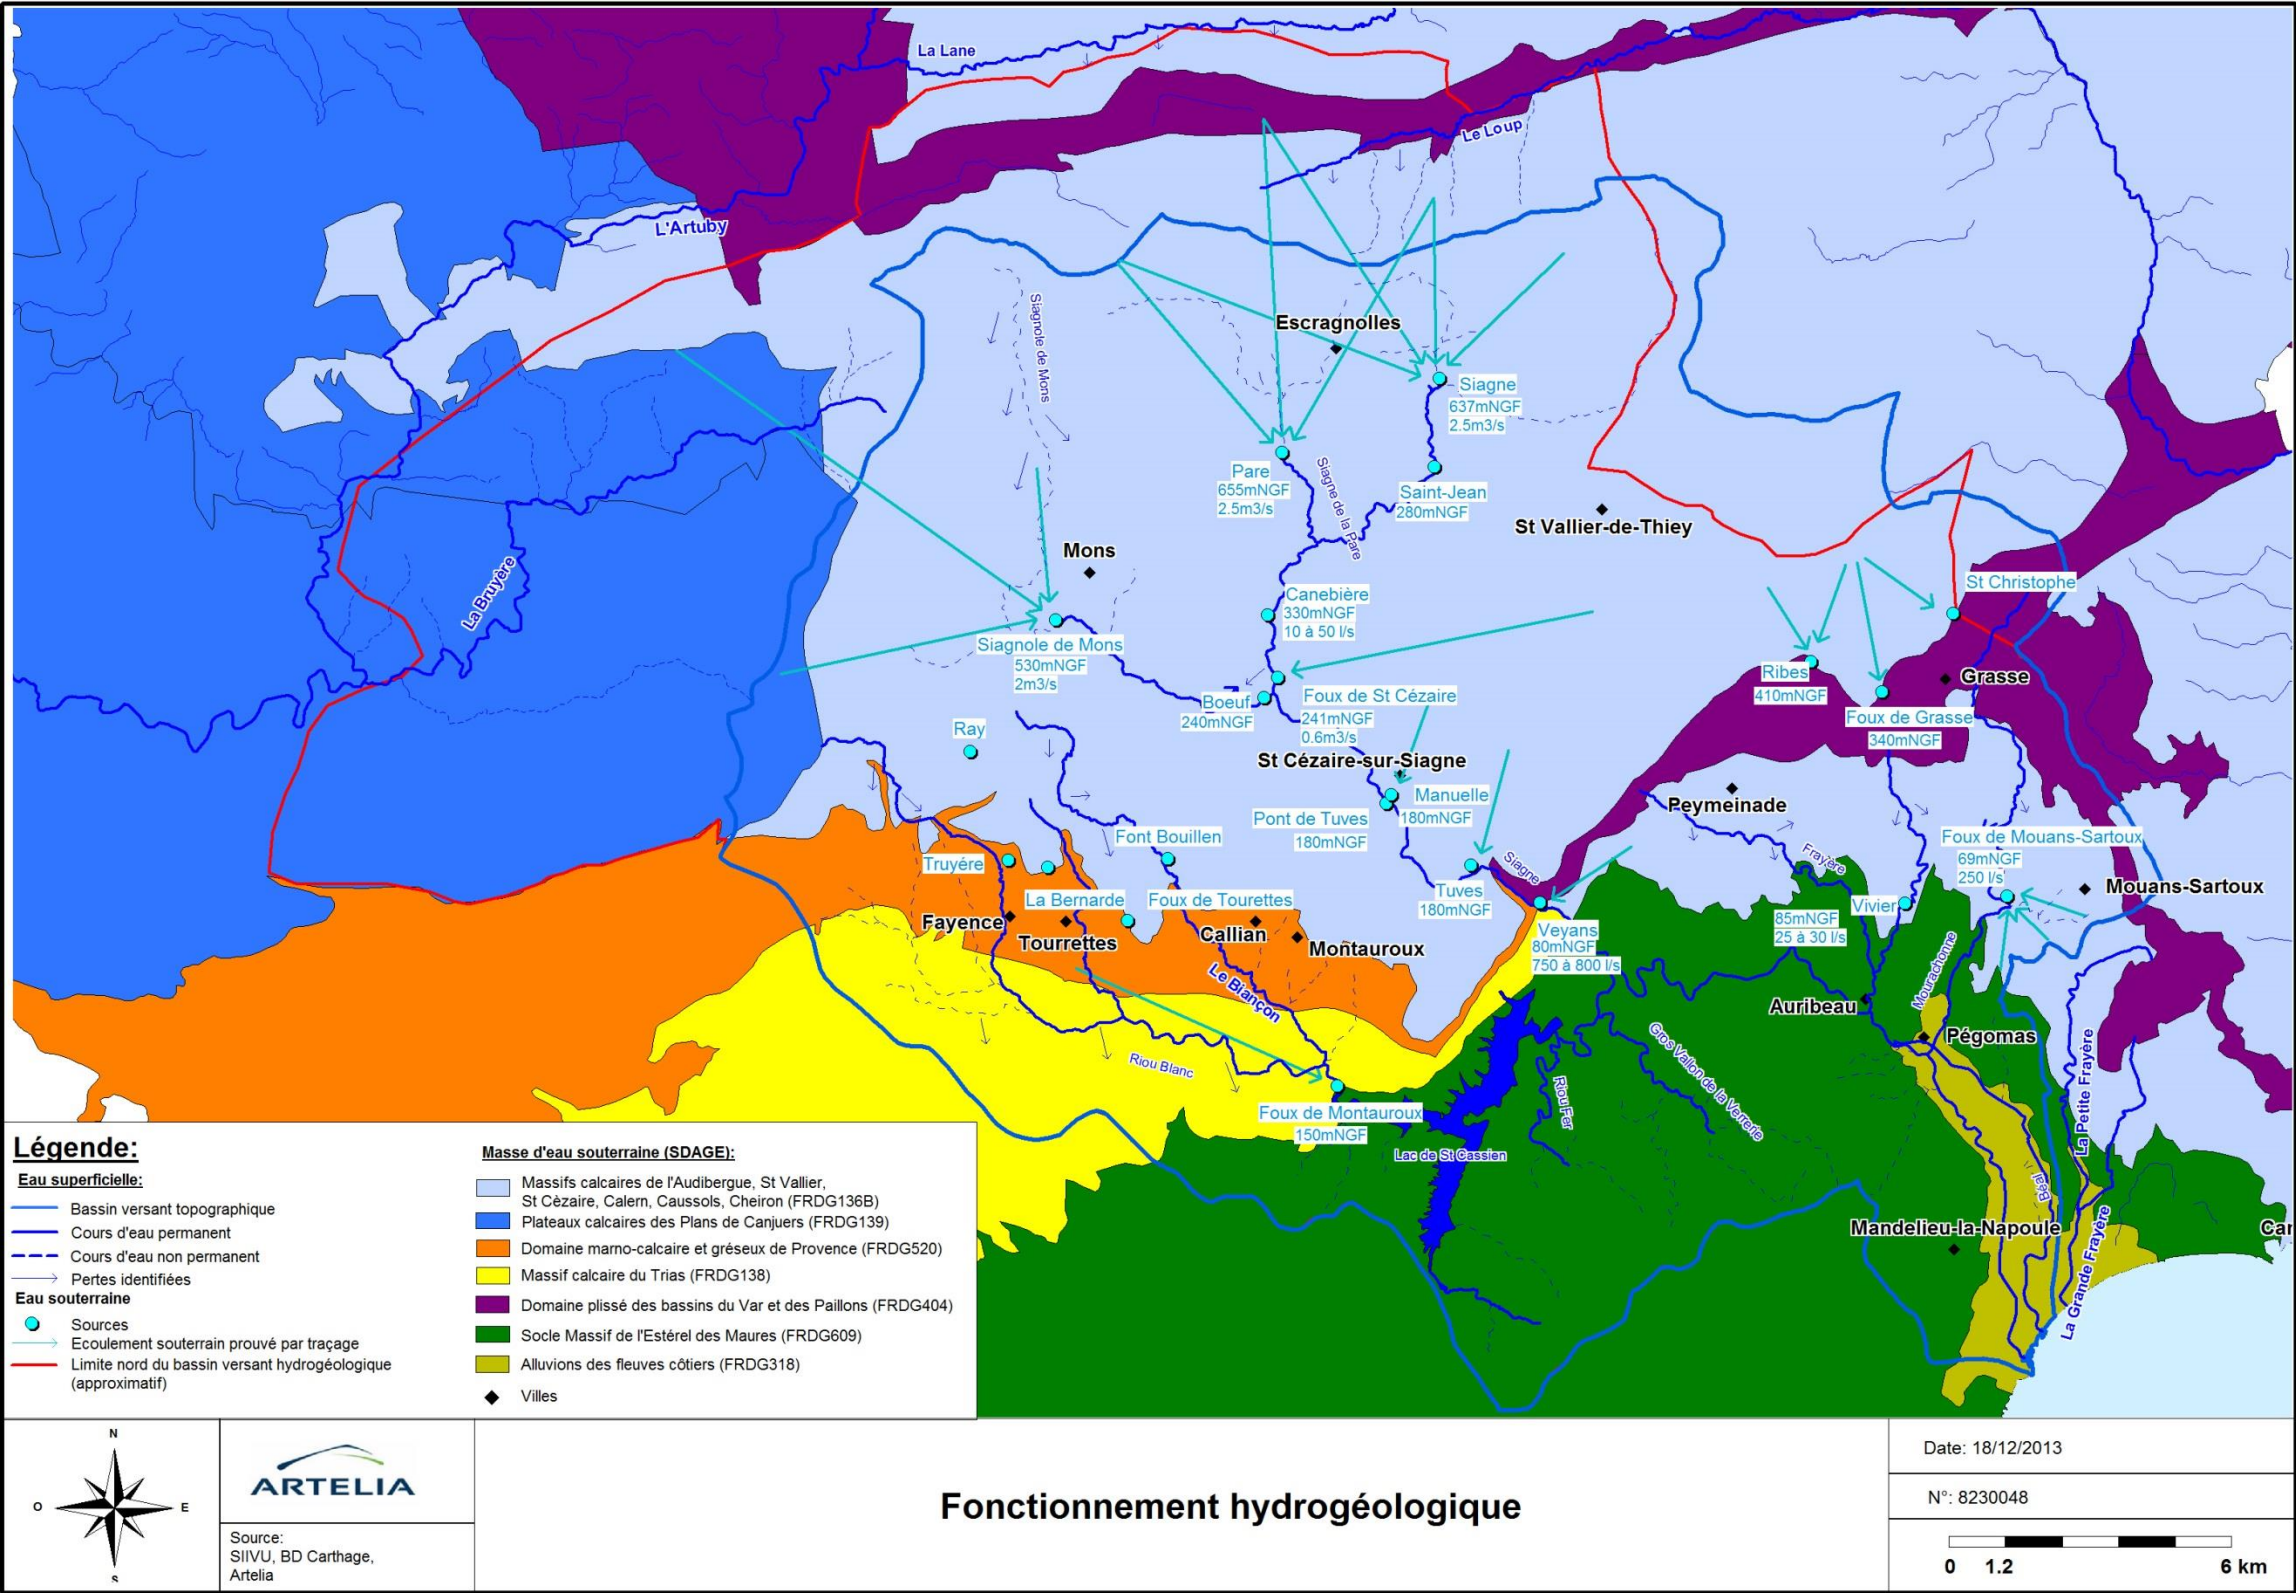 La Lane
Le Loup
L'Artuby
Siagnole de Mons
Escragnolles
Siagne
637mNGF
2.5m3/s
Pare
655mNGF
2.5m3/s
Siagne de la Pare
Saint-Jean
280mNGF
St Vallier-de-Thiey
Mons
La Bruyère
Canebière
330mNGF
10 à 50 l/s
St Christophe
Siagnole de Mons
530mNGF
2m3/s
Ribes
410mNGF
Grasse
Boeuf
240mNGF
Foux de St Cézaire
241mNGF
0.6m3/s
Foux de Grasse
340mNGF
Ray
St Cézaire-sur-Siagne
Manuelle
180mNGF
Pont de Tuves
180mNGF
Peymeinade
Font Bouillen
Foux de Mouans-Sartoux
69mNGF
250 l/s
Truyére
Siagne
Frayère
Tuves
180mNGF
Mouans-Sartoux
La Bernarde
Foux de Tourettes
Vivier
85mNGF
25 à 30 l/s
Fayence
Tourrettes
Callian
Montauroux
Veyans
80mNGF
750 à 800 l/s
Le Biançon
Mourachonne
Auribeau
Pégomas
Riou Blanc
Gros Vallon de la Verrerie
Riou Fer
La Petite Frayère
Foux de Montauroux
150mNGF
Lac de St Cassien
Béal
Mandelieu-la-Napoule
La Grande Frayère
Car
Légende:
Eau superficielle:
Bassin versant topographique
Cours d'eau permanent
Cours d'eau non permanent
Pertes identifiées
Eau souterraine
Sources
Ecoulement souterrain prouvé par traçage
Limite nord du bassin versant hydrogéologique
(approximatif)
Masse d'eau souterraine (SDAGE):
Massifs calcaires de l'Audibergue, St Vallier,
St Cèzaire, Calern, Caussols, Cheiron (FRDG136B)
Plateaux calcaires des Plans de Canjuers (FRDG139)
Domaine marno-calcaire et gréseux de Provence (FRDG520)
Massif calcaire du Trias (FRDG138)
Domaine plissé des bassins du Var et des Paillons (FRDG404)
Socle Massif de l'Estérel des Maures (FRDG609)
Alluvions des fleuves côtiers (FRDG318)
Villes
N
O
E
S
ARTELIA
Source:
SIIVU, BD Carthage,
Artelia
Fonctionnement hydrogéologique
Date: 18/12/2013
N°: 8230048
0 1.2 6 km